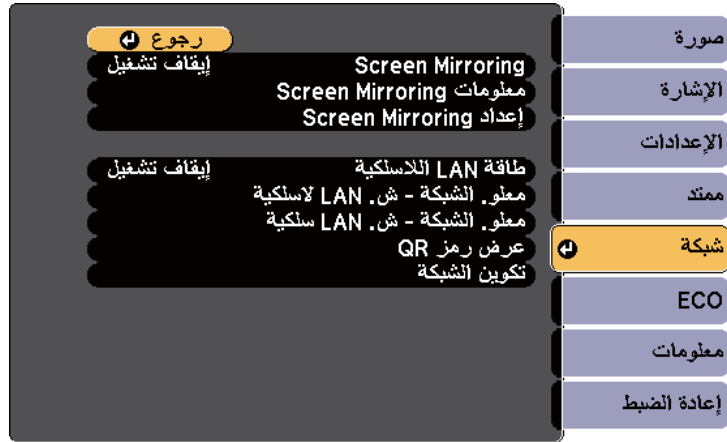 صورة
الإشارة
الإعدادات
ممتد
شبكة
ECO
معلومات
إعادة الضبط
رجوع
Screen Mirroring إيقاف تشغيل
معلومات Screen Mirroring
إعداد Screen Mirroring
طاقة LAN اللاسلكية إيقاف تشغيل
معلو. الشبكة - ش. LAN لاسلكية
معلو. الشبكة - ش. LAN سلكية
عرض رمز QR
تكوين الشبكة